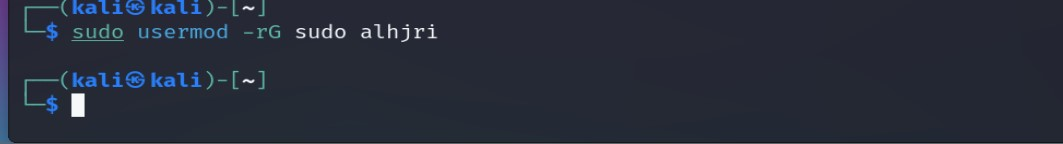 ┌──(kali㉿kali)-[~]
└─$ sudo usermod -rG sudo alhjri
┌──(kali㉿kali)-[~]
└─$